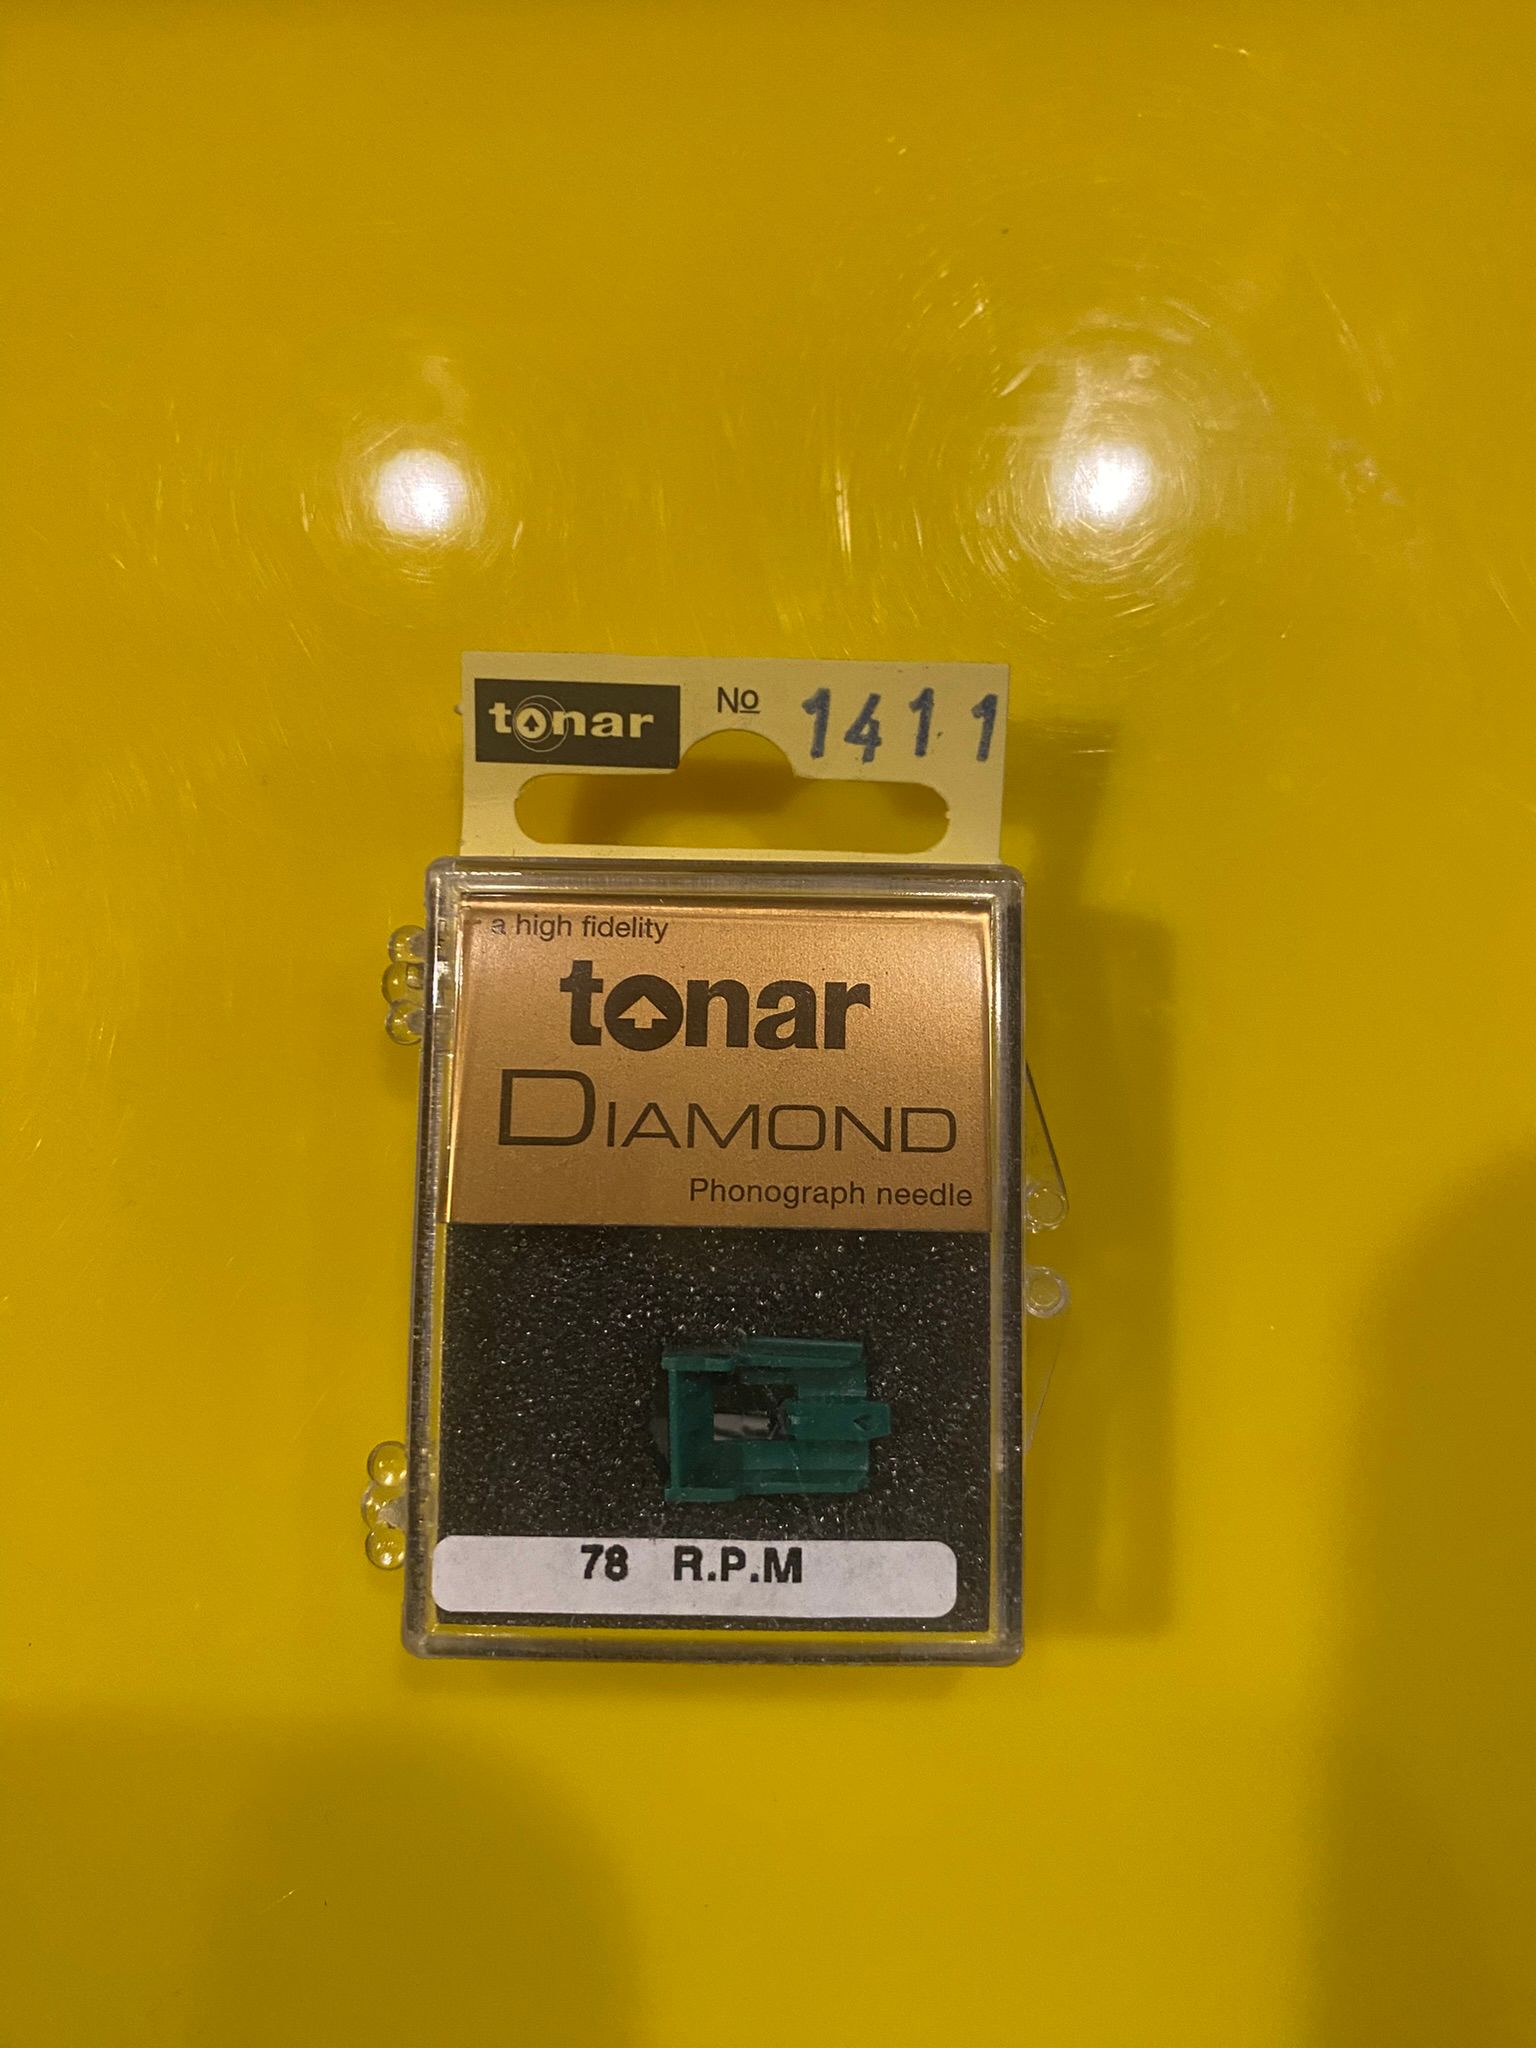 tonar No 1411
a high fidelity
tonar
DIAMOND
Phonograph needle
78 R.P.M